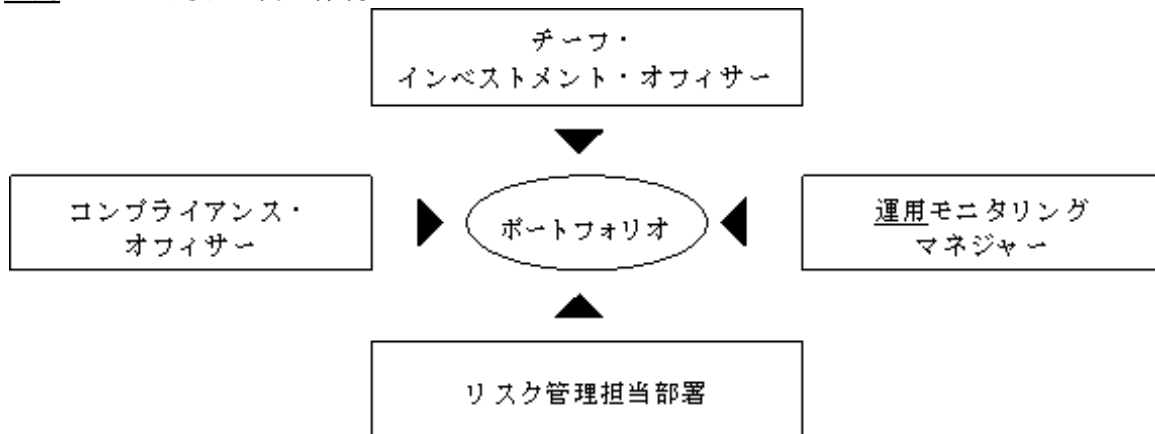 チーフ・
インベストメント・オフィサー
コンプライアンス・
オフィサー
ポートフォリオ
運用モニタリング
マネジャー
リスク管理担当部署